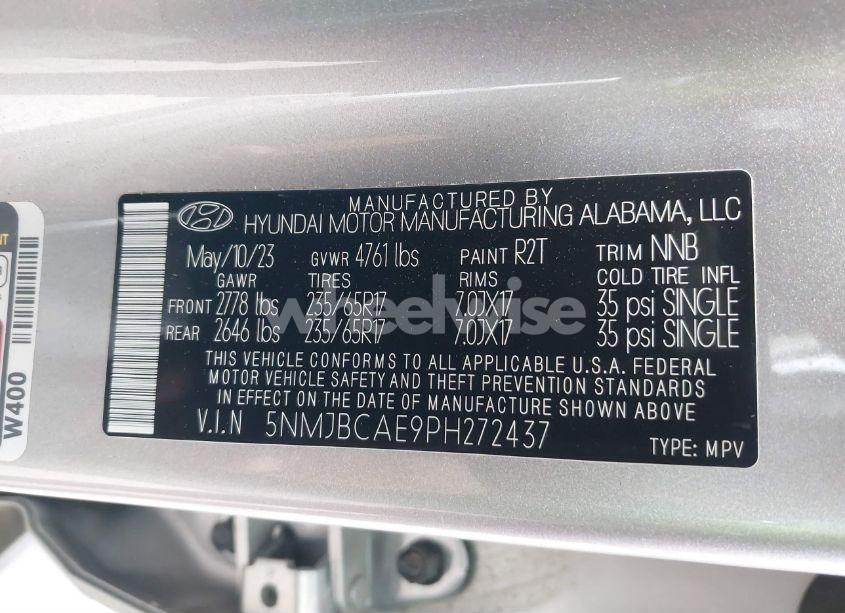 MANUFACTURED BY
HYUNDAI MOTOR MANUFACTURING ALABAMA, LLC
May/10/23 GVWR 4761 lbs PAINT R2T TRIM NNB
GAWR TIRES RIMS COLD TIRE INFL
FRONT 2778 lbs 235/65R17 7.0JX17 35 psi SINGLE
REAR 2646 lbs 235/65R17 7.0JX17 35 psi SINGLE
wheelwise
THIS VEHICLE CONFORMS TO ALL APPLICABLE U.S.A. FEDERAL
MOTOR VEHICLE SAFETY AND THEFT PREVENTION STANDARDS
IN EFFECT ON THE DATE OF MANUFACTURE SHOWN ABOVE.
V.I.N 5NMJBCAE9PH272437
TYPE: MPV
W400